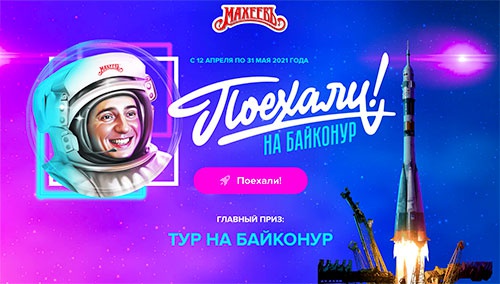 МАХЕЕВЪ
С 12 АПРЕЛЯ ПО 31 МАЯ 2021 ГОДА
МАХЕЕВЪ
Поехали!
НА БАЙКОНУР
Поехали!
ГЛАВНЫЙ ПРИЗ:
ТУР НА БАЙКОНУР